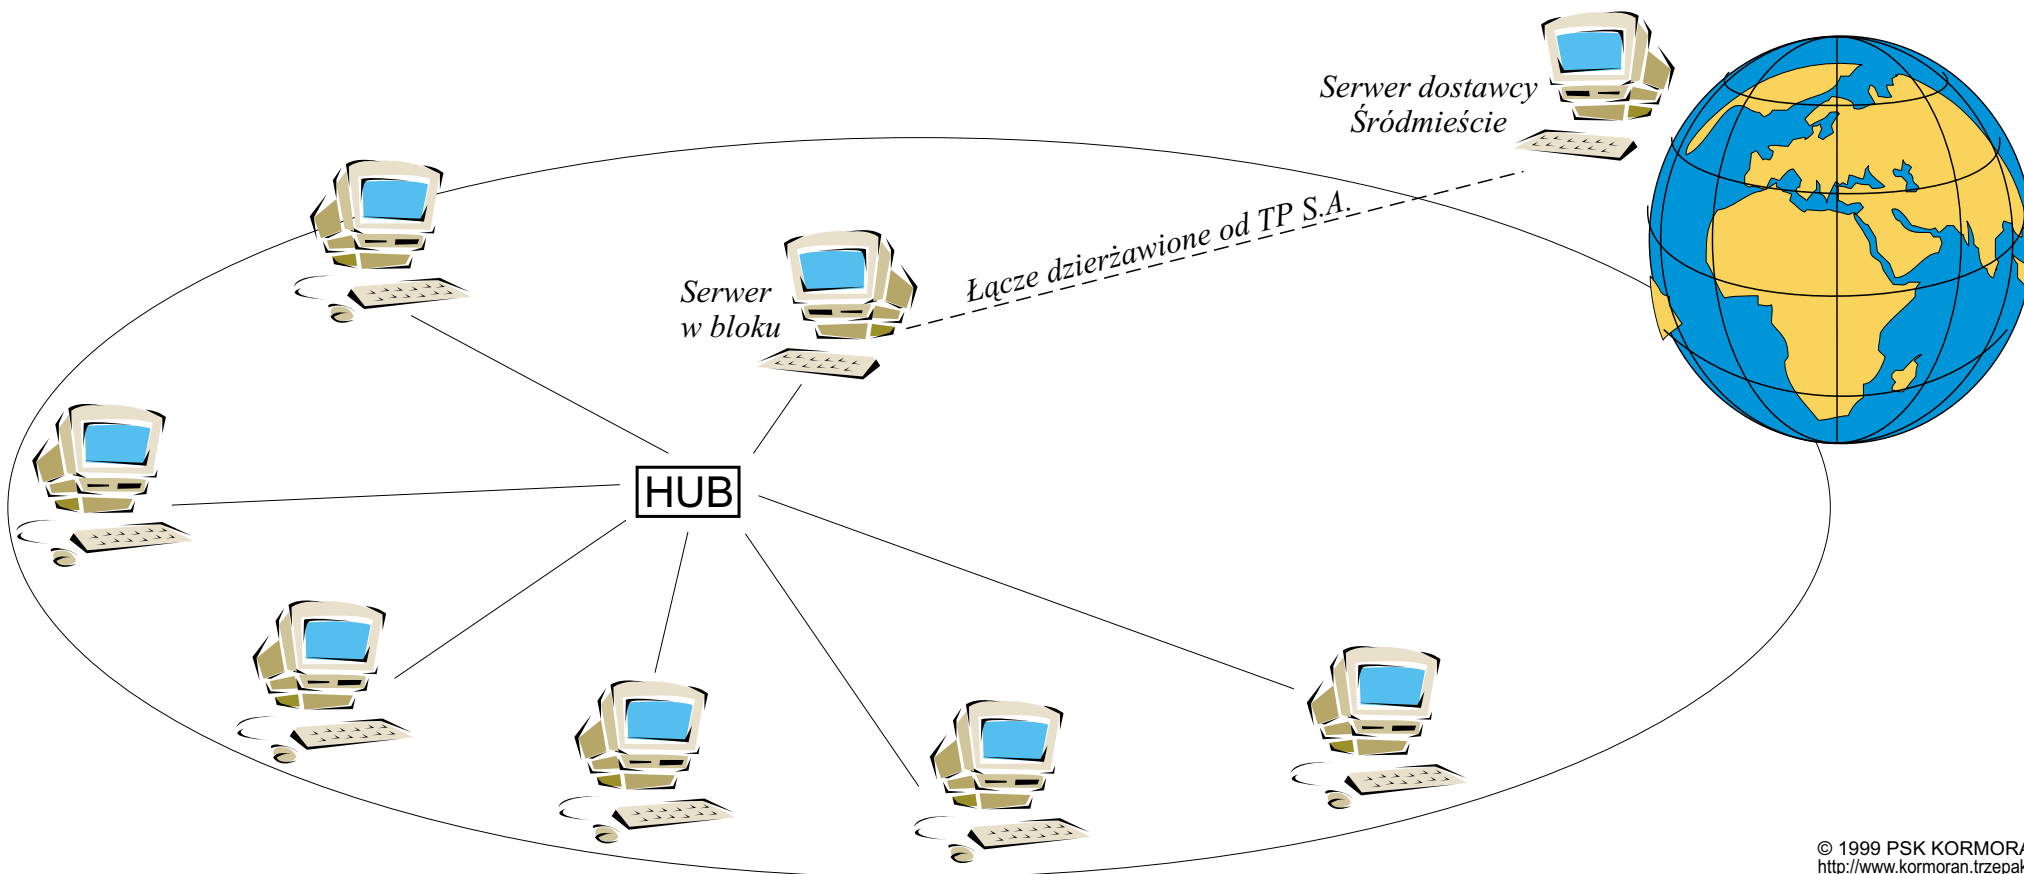 Serwer dostawcy
Śródmieście
Łącze dzierżawione od TP S.A.
Serwer
w bloku
HUB
© 1999 PSK KORMORA
http://www.kormoran.trzepak